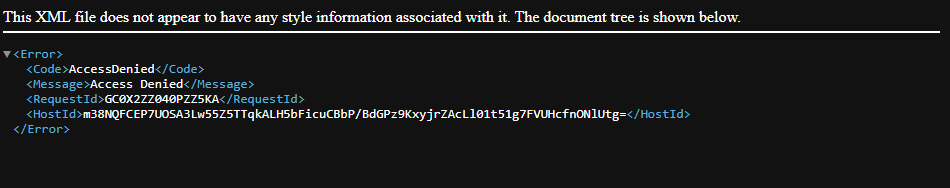 This XML file does not appear to have any style information associated with it. The document tree is shown below.
▼<Error>
<Code>AccessDenied</Code>
<Message>Access Denied</Message>
<RequestId>GC0X2ZZ040PZZ5KA</RequestId>
<HostId>m38NQFCEP7UOSA3Lw55Z5TTqkALH5bFicuCBbP/BdGPz9KxyjrZAcLl01t51g7FVUHcfnONlUtg=</HostId>
</Error>